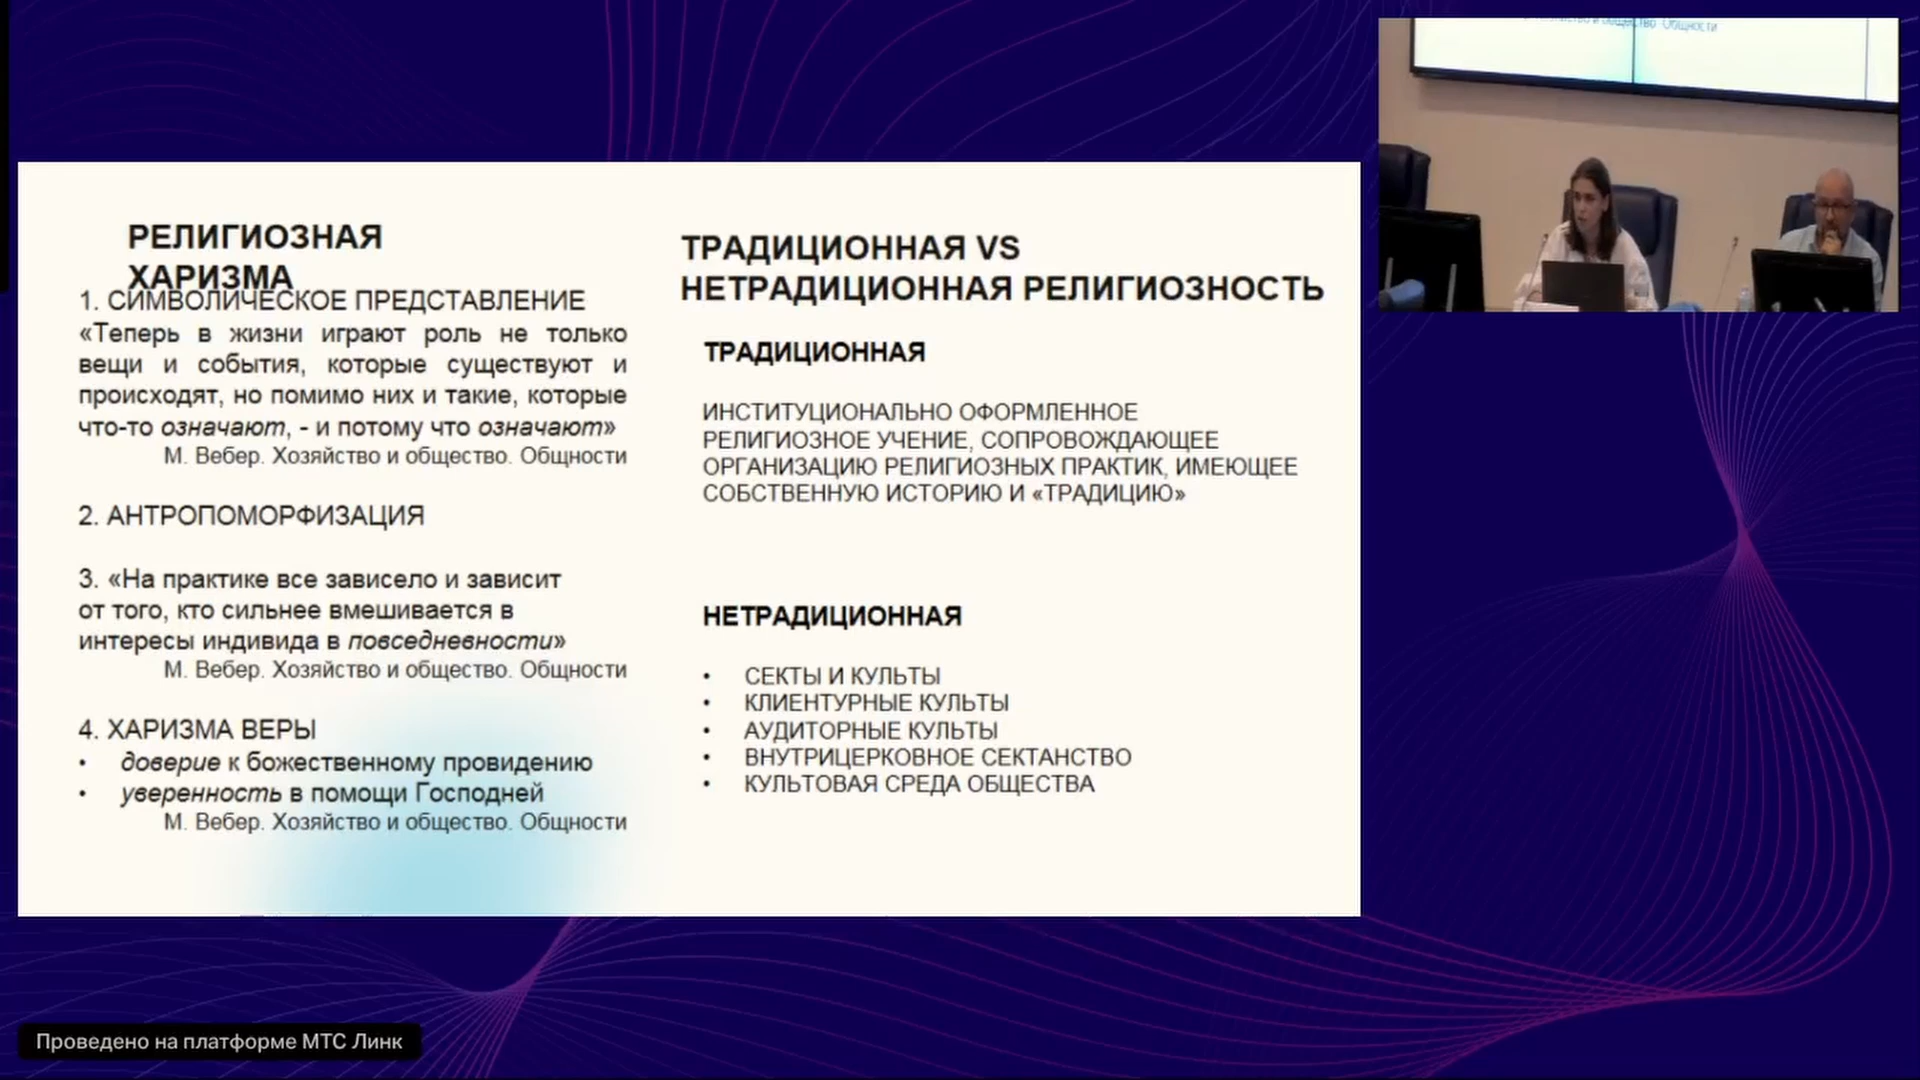 РЕЛИГИОЗНАЯ
ХАРИЗМА
1. СИМВОЛИЧЕСКОЕ ПРЕДСТАВЛЕНИЕ
«Теперь в жизни играют роль не только
вещи и события, которые существуют и
происходят, но помимо них и такие, которые
что-то означают, - и потому что означают»
М. Вебер. Хозяйство и общество. Общности
2. АНТРОПОМОРФИЗАЦИЯ
3. «На практике все зависело и зависит
от того, кто сильнее вмешивается в
интересы индивида в повседневности»
М. Вебер. Хозяйство и общество. Общности
4. ХАРИЗМА ВЕРЫ
• доверие к божественному провидению
• уверенность в помощи Господней
М. Вебер. Хозяйство и общество. Общности
ТРАДИЦИОННАЯ VS
НЕТРАДИЦИОННАЯ РЕЛИГИОЗНОСТЬ
ТРАДИЦИОННАЯ
ИНСТИТУЦИОНАЛЬНО ОФОРМЛЕННОЕ
РЕЛИГИОЗНОЕ УЧЕНИЕ, СОПРОВОЖДАЮЩЕЕ
ОРГАНИЗАЦИЮ РЕЛИГИОЗНЫХ ПРАКТИК, ИМЕЮЩЕЕ
СОБСТВЕННУЮ ИСТОРИЮ И «ТРАДИЦИЮ»
НЕТРАДИЦИОННАЯ
• СЕКТЫ И КУЛЬТЫ
• КЛИЕНТУРНЫЕ КУЛЬТЫ
• АУДИТОРНЫЕ КУЛЬТЫ
• ВНУТРИЦЕРКОВНОЕ СЕКТАНСТВО
• КУЛЬТОВАЯ СРЕДА ОБЩЕСТВА
общество. Общности
Проведено на платформе МТС Линк